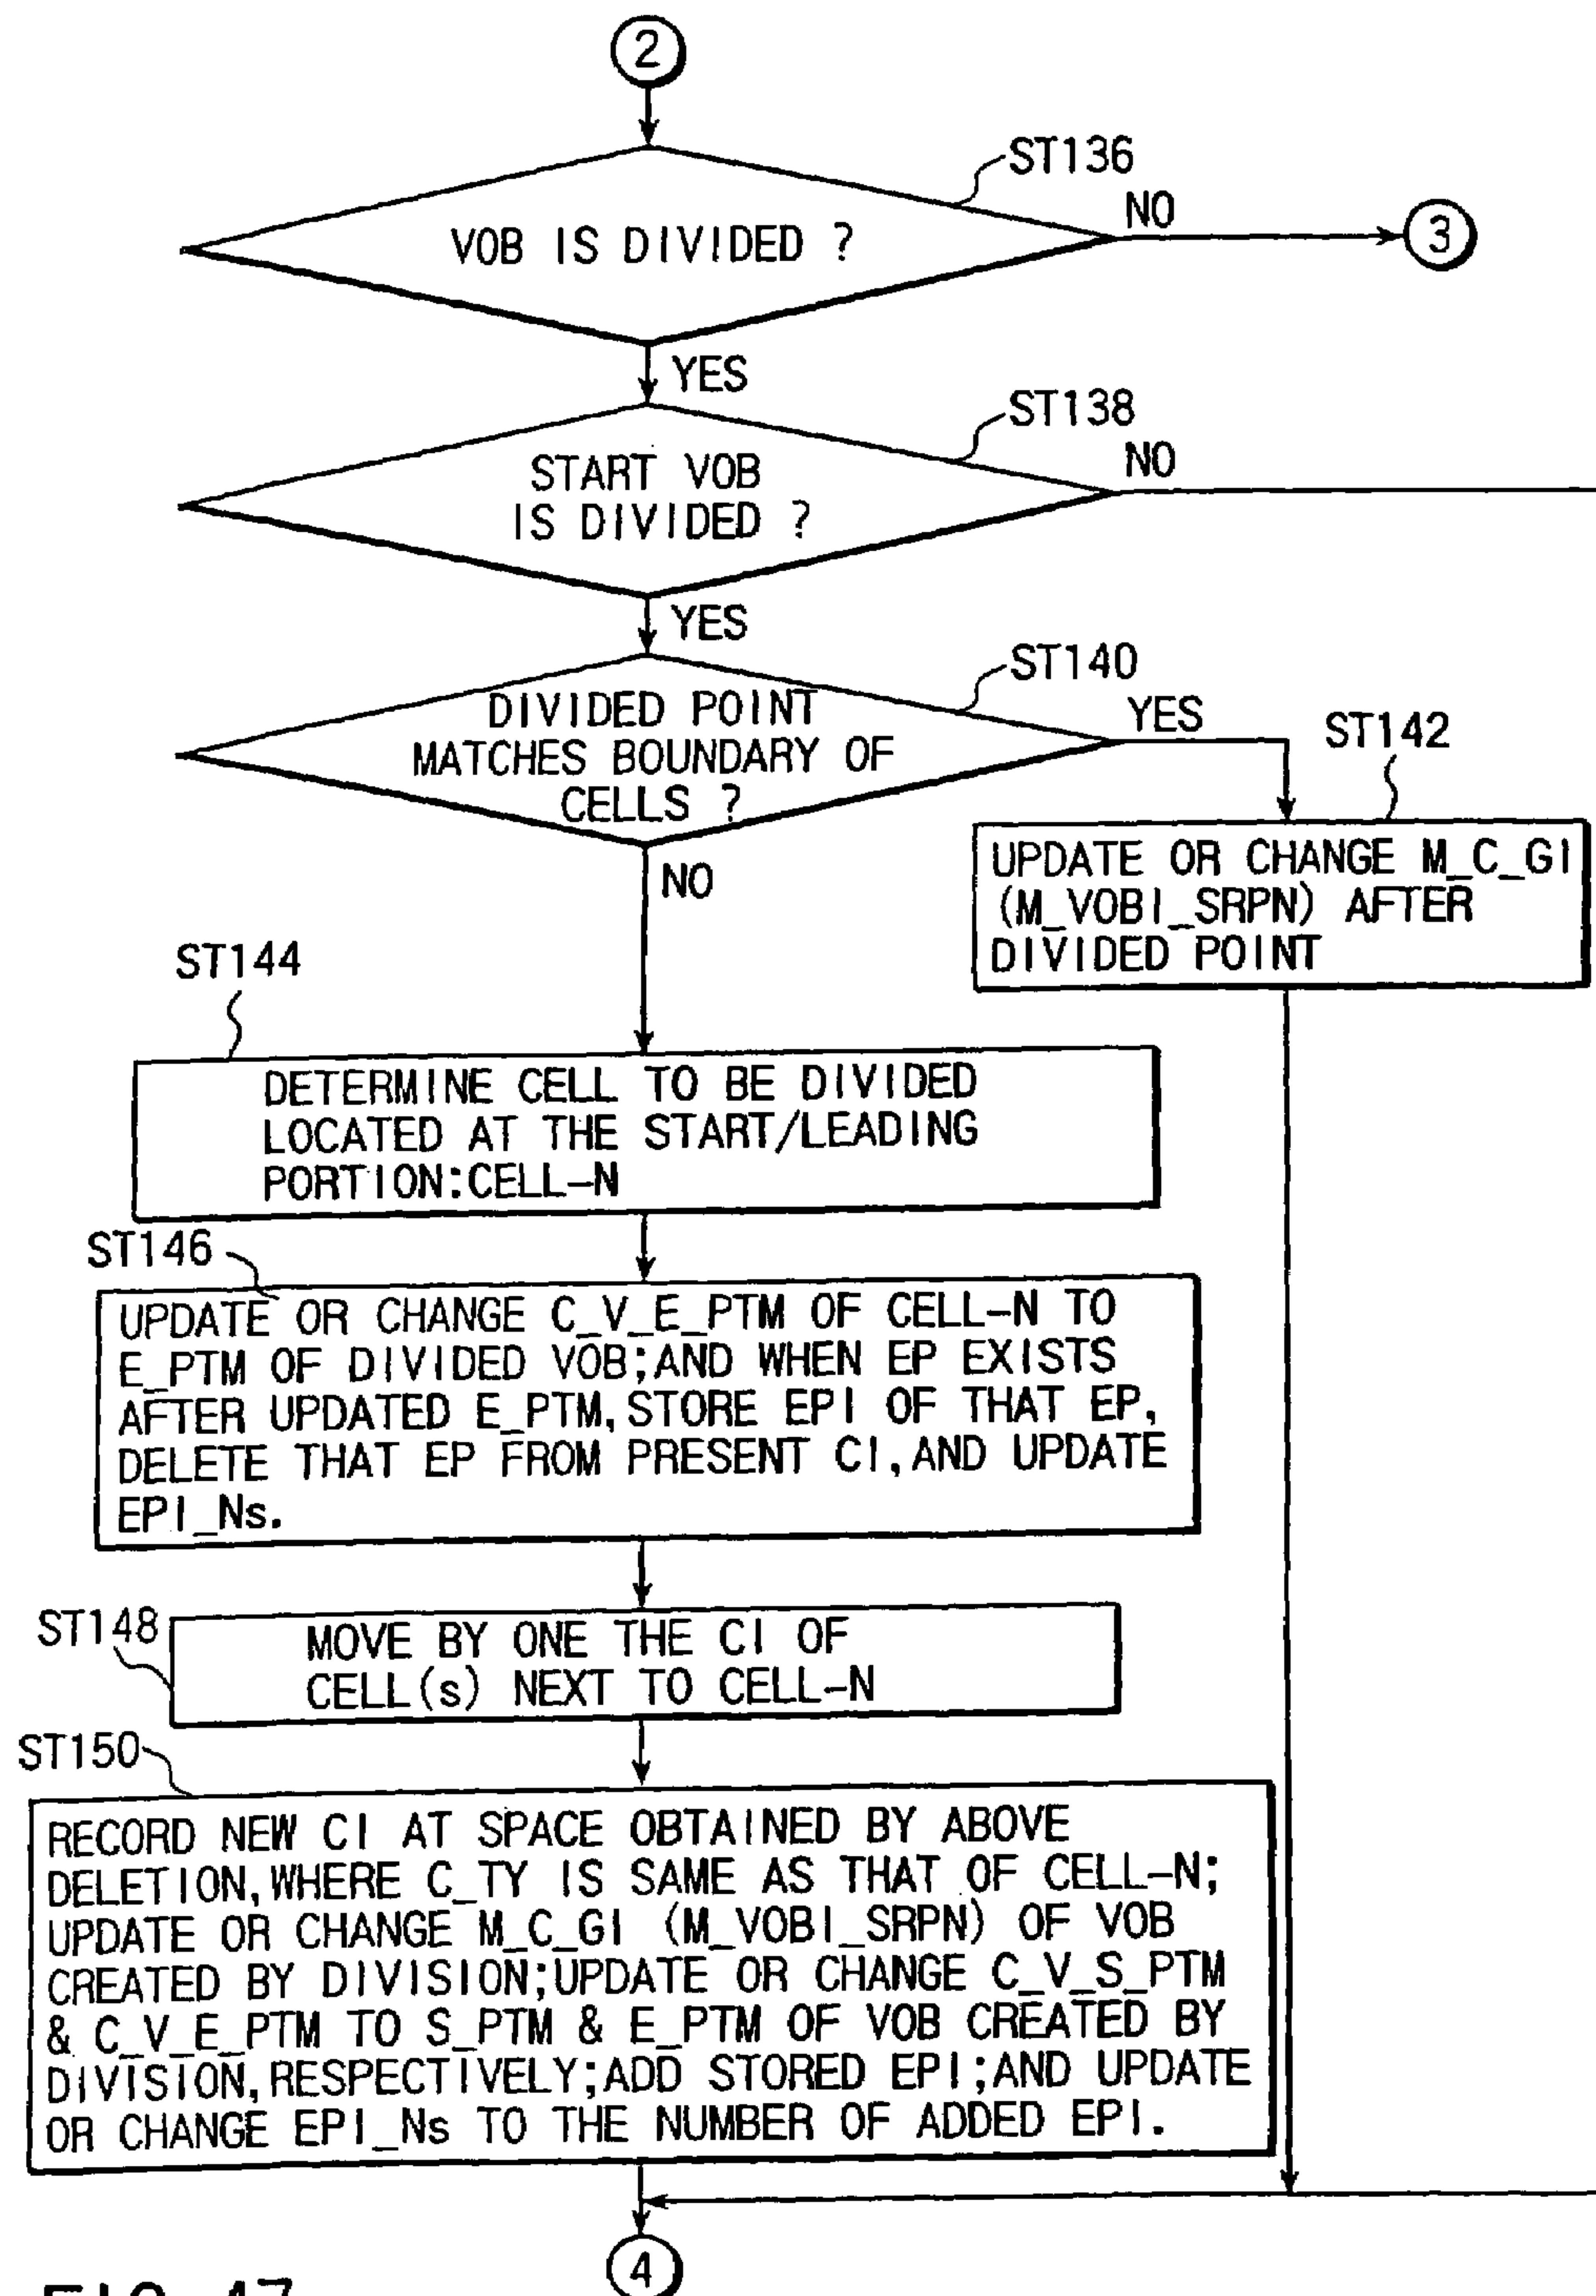 2
ST136
VOB IS DIVIDED ?
NO
3
YES
ST138
START VOB
IS DIVIDED ?
NO
YES
ST140
DIVIDED POINT
MATCHES BOUNDARY OF
CELLS ?
YES
ST142
UPDATE OR CHANGE M_C_GI
(M_VOBI_SRPN) AFTER
DIVIDED POINT
NO
ST144
DETERMINE CELL TO BE DIVIDED
LOCATED AT THE START/LEADING
PORTION:CELL-N
ST146
UPDATE OR CHANGE C_V_E_PTM OF CELL-N TO
E_PTM OF DIVIDED VOB;AND WHEN EP EXISTS
AFTER UPDATED E_PTM,STORE EPI OF THAT EP,
DELETE THAT EP FROM PRESENT CI,AND UPDATE
EPI_Ns.
ST148
MOVE BY ONE THE CI OF
CELL(s) NEXT TO CELL-N
ST150
RECORD NEW CI AT SPACE OBTAINED BY ABOVE
DELETION,WHERE C_TY IS SAME AS THAT OF CELL-N;
UPDATE OR CHANGE M_C_GI (M_VOBI_SRPN) OF VOB
CREATED BY DIVISION;UPDATE OR CHANGE C_V_S_PTM
& C_V_E_PTM TO S_PTM & E_PTM OF VOB CREATED BY
DIVISION,RESPECTIVELY;ADD STORED EPI;AND UPDATE
OR CHANGE EPI_Ns TO THE NUMBER OF ADDED EPI.
4